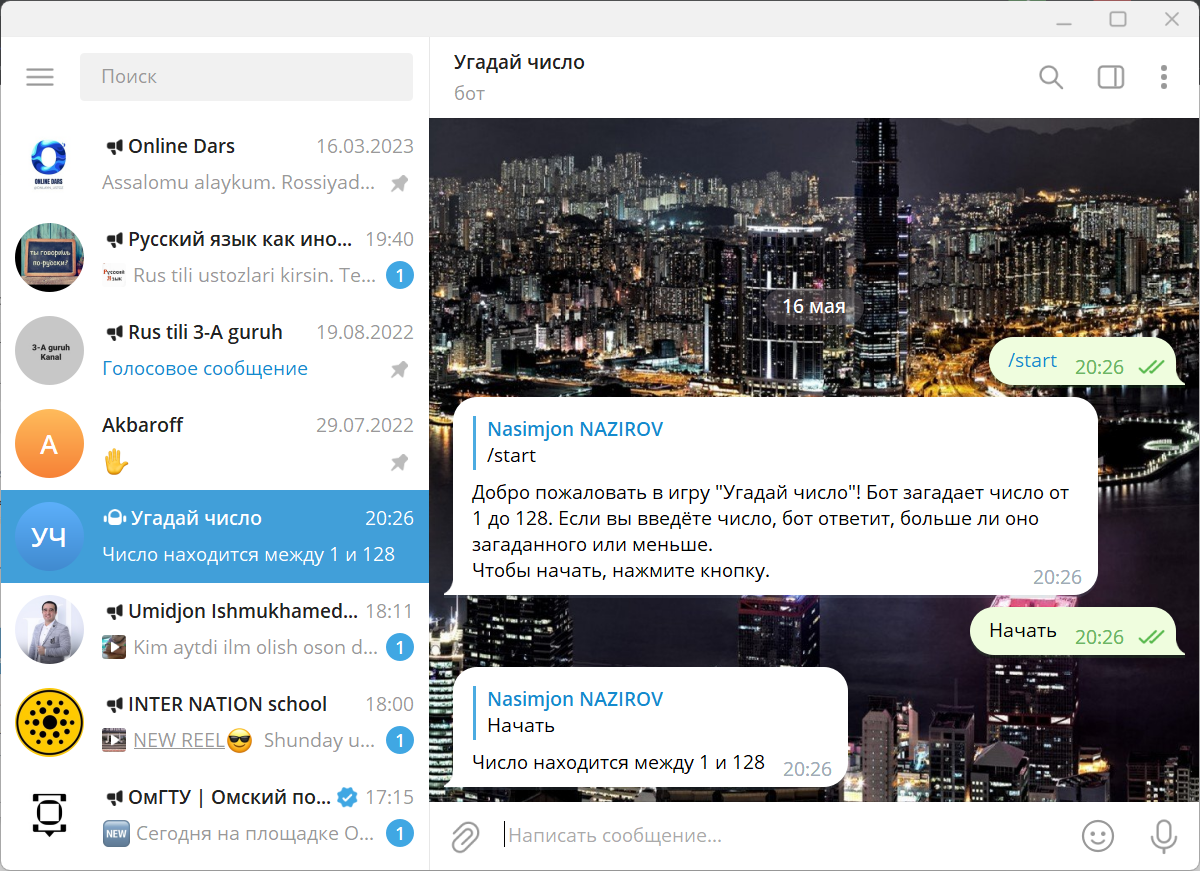 Поиск
Online Dars 16.03.2023
Assalomu alaykum. Rossiyad...
ONLINE DARS
Русский язык как ино... 19:40
Rus tili ustozlari kirsin. Te... 1
ты говоришь
по-русски?
Русский
Язык
Rus tili 3-A guruh 19.08.2022
Голосовое сообщение
3-A guruh
Kanal
Akbaroff 29.07.2022
A
Угадай число 20:26
Число находится между 1 и 128
УЧ
Umidjon Ishmukhamed... 18:11
Kim aytdi ilm olish oson d... 1
INTER NATION school 18:00
NEW REEL😎 Shunday u... 1
ОмГТУ | Омский по... 17:15
NEW Сегодня на площадке О... 1
Угадай число
бот
16 мая
/start 20:26
Nasimjon NAZIROV
/start
Добро пожаловать в игру "Угадай число"! Бот загадает число от
1 до 128. Если вы введёте число, бот ответит, больше ли оно
загаданного или меньше.
Чтобы начать, нажмите кнопку.
20:26
Начать 20:26
Nasimjon NAZIROV
Начать
Число находится между 1 и 128 20:26
Написать сообщение...